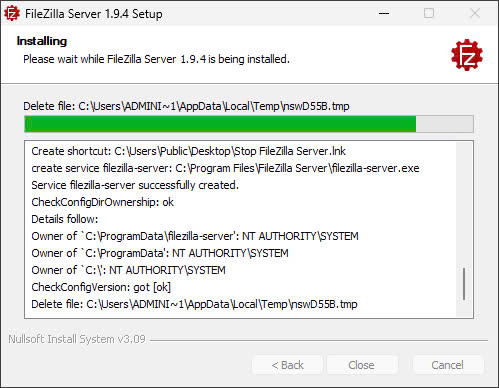 FileZilla Server 1.9.4 Setup
Installing
Please wait while FileZilla Server 1.9.4 is being installed.
Fz
Delete file: C:\Users\ADMINI~1\AppData\Local\Temp\nswD55B.tmp
Create shortcut: C:\Users\Public\Desktop\Stop FileZilla Server.lnk
create service filezilla-server: C:\Program Files\FileZilla Server\filezilla-server.exe
Service filezilla-server successfully created.
CheckConfigDirOwnership: ok
Details follow:
Owner of `C:\ProgramData\filezilla-server': NT AUTHORITY\SYSTEM
Owner of `C:\ProgramData': NT AUTHORITY\SYSTEM
Owner of `C:\': NT AUTHORITY\SYSTEM
CheckConfigVersion: got [ok]
Delete file: C:\Users\ADMINI~1\AppData\Local\Temp\nswD55B.tmp
Nullsoft Install System v3.09
< Back
Close
Cancel